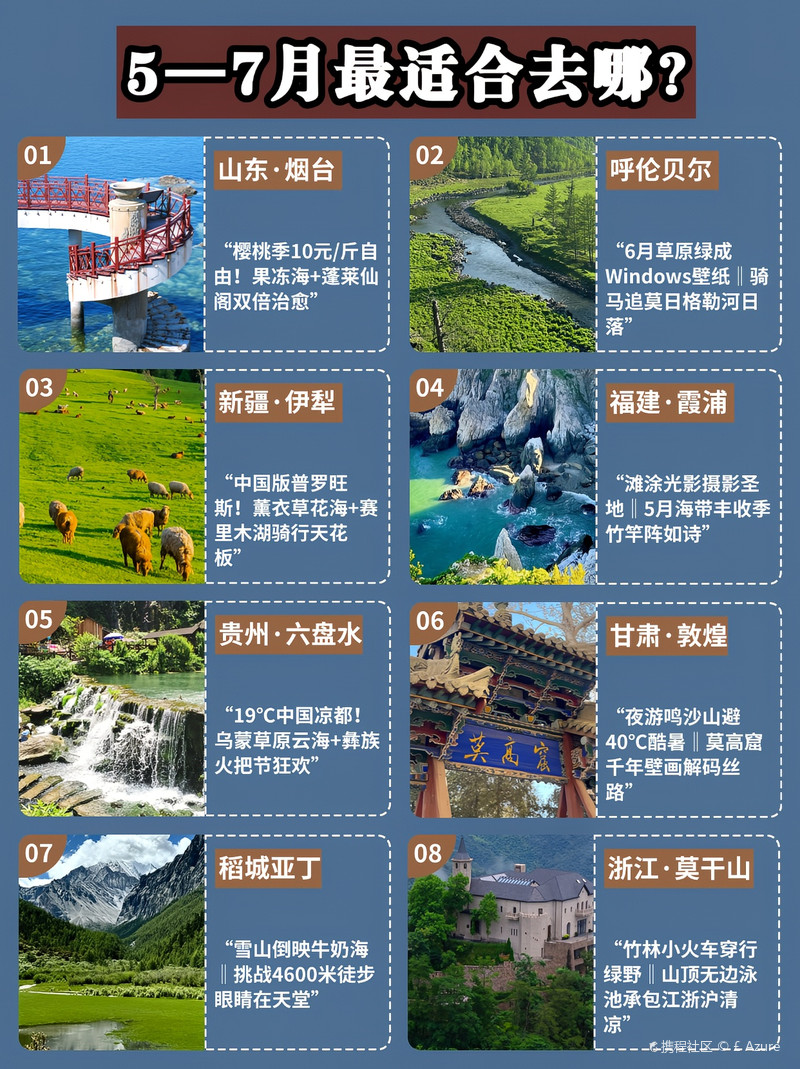 5—7月最适合去哪?
01
山东·烟台
“樱桃季10元/斤自
由！果冻海+蓬莱仙
阁双倍治愈”
02
呼伦贝尔
“6月草原绿成
Windows壁纸‖骑
马追莫日格勒河日
落”
03
新疆·伊犁
“中国版普罗旺
斯！薰衣草花海+赛
里木湖骑行天花
板”
04
福建·霞浦
“滩涂光影摄影圣
地‖5月海带丰收季
竹竿阵如诗”
05
贵州·六盘水
“19℃中国凉都！
乌蒙草原云海+彝族
火把节狂欢”
06
甘肃·敦煌
“夜游鸣沙山避
40℃酷暑‖莫高窟
千年壁画解码丝
路”
莫高窟
07
稻城亚丁
“雪山倒映牛奶海
‖挑战4600米徒步
眼睛在天堂”
08
浙江·莫干山
“竹林小火车穿行
绿野‖山顶无边泳
池承包江浙沪清
凉”
携程社区 © £ Azure